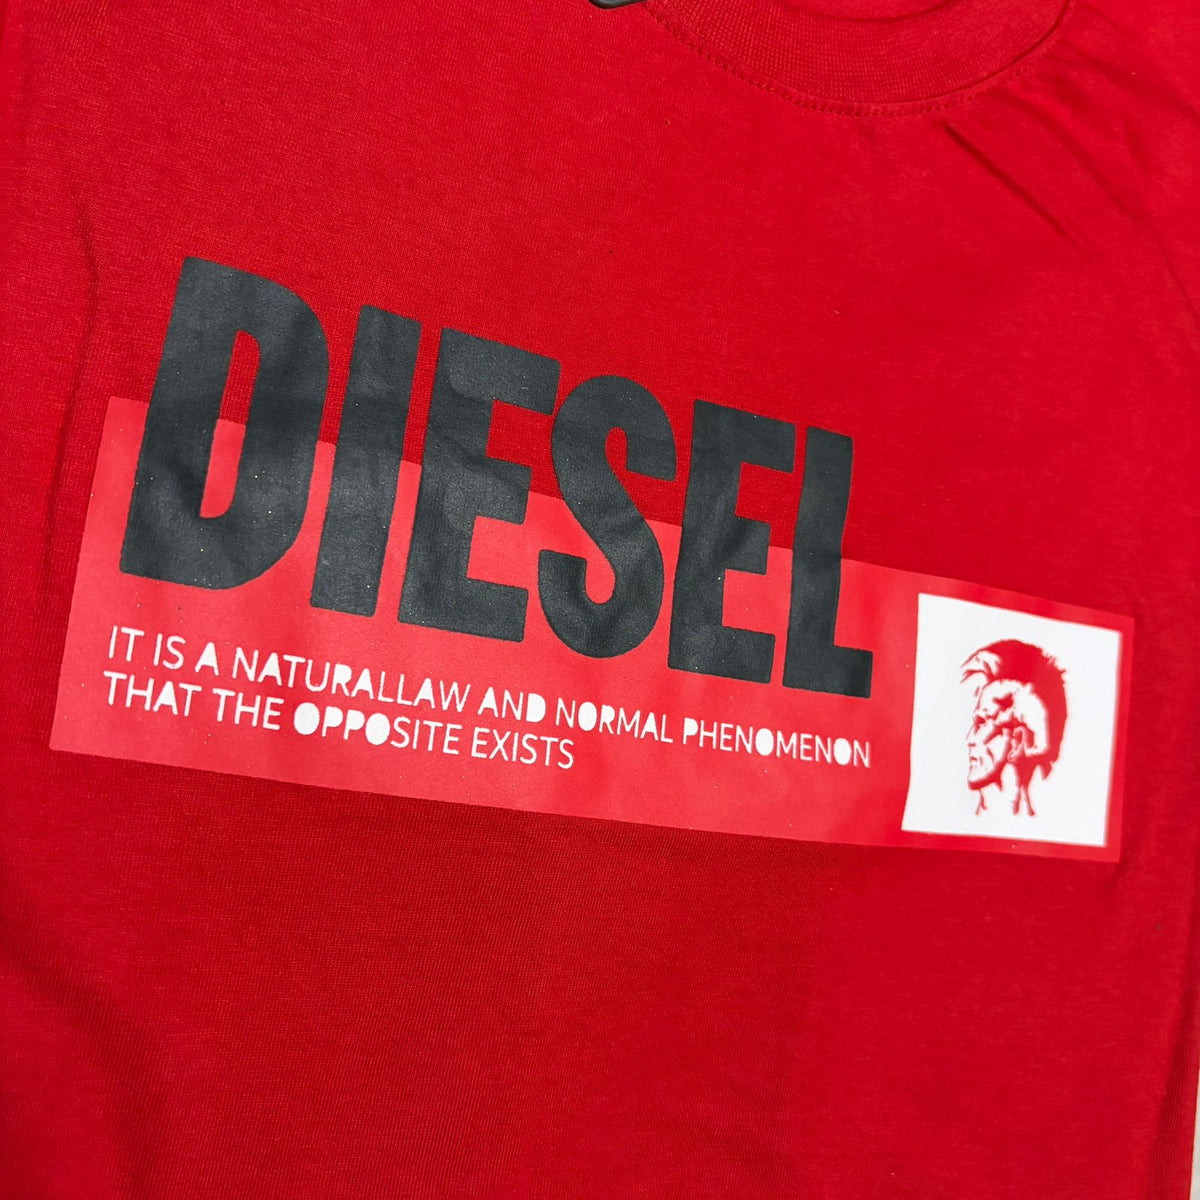 DIESEL
IT IS A NATURALLAW AND NORMAL PHENOMENON
THAT THE OPPOSITE EXISTS